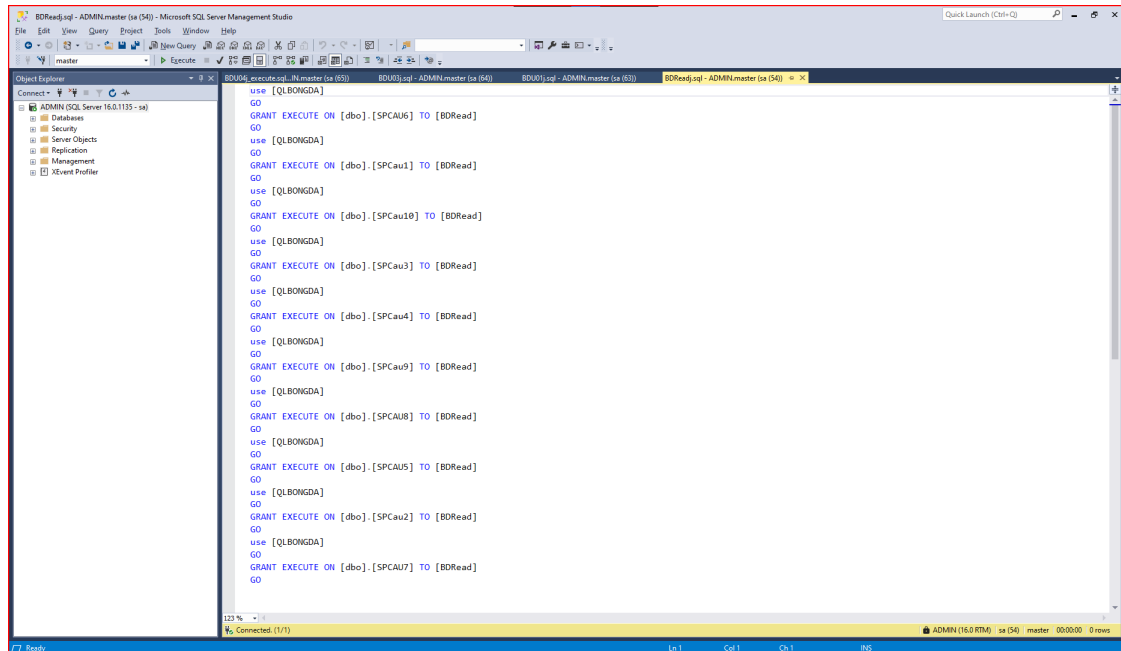 BDReadj.sql - ADMIN.master (sa (54)) - Microsoft SQL Server Management Studio
Quick Launch (Ctrl+Q)
File Edit View Query Project Tools Window Help
New Query
master
Execute
Object Explorer
Connect
ADMIN (SQL Server 16.0.1135 - sa)
Databases
Security
Server Objects
Replication
Management
XEvent Profiler
BDU04j_execute.sql...IN.master (sa (65)) BDU03j.sql - ADMIN.master (sa (64)) BDU01j.sql - ADMIN.master (sa (63)) BDReadj.sql - ADMIN.master (sa (54))
use [QLBONGDA]
GO
GRANT EXECUTE ON [dbo].[SPCAU6] TO [BDRead]
GO
use [QLBONGDA]
GO
GRANT EXECUTE ON [dbo].[SPCau1] TO [BDRead]
GO
use [QLBONGDA]
GO
GRANT EXECUTE ON [dbo].[SPCau10] TO [BDRead]
GO
use [QLBONGDA]
GO
GRANT EXECUTE ON [dbo].[SPCau3] TO [BDRead]
GO
use [QLBONGDA]
GO
GRANT EXECUTE ON [dbo].[SPCau4] TO [BDRead]
GO
use [QLBONGDA]
GO
GRANT EXECUTE ON [dbo].[SPCau9] TO [BDRead]
GO
use [QLBONGDA]
GO
GRANT EXECUTE ON [dbo].[SPCAU8] TO [BDRead]
GO
use [QLBONGDA]
GO
GRANT EXECUTE ON [dbo].[SPCAU5] TO [BDRead]
GO
use [QLBONGDA]
GO
GRANT EXECUTE ON [dbo].[SPCau2] TO [BDRead]
GO
use [QLBONGDA]
GO
GRANT EXECUTE ON [dbo].[SPCAU7] TO [BDRead]
GO
123 %
Connected. (1/1)
ADMIN (16.0 RTM) sa (54) master 00:00:00 0 rows
Ready Ln 1 Col 1 Ch 1 INS